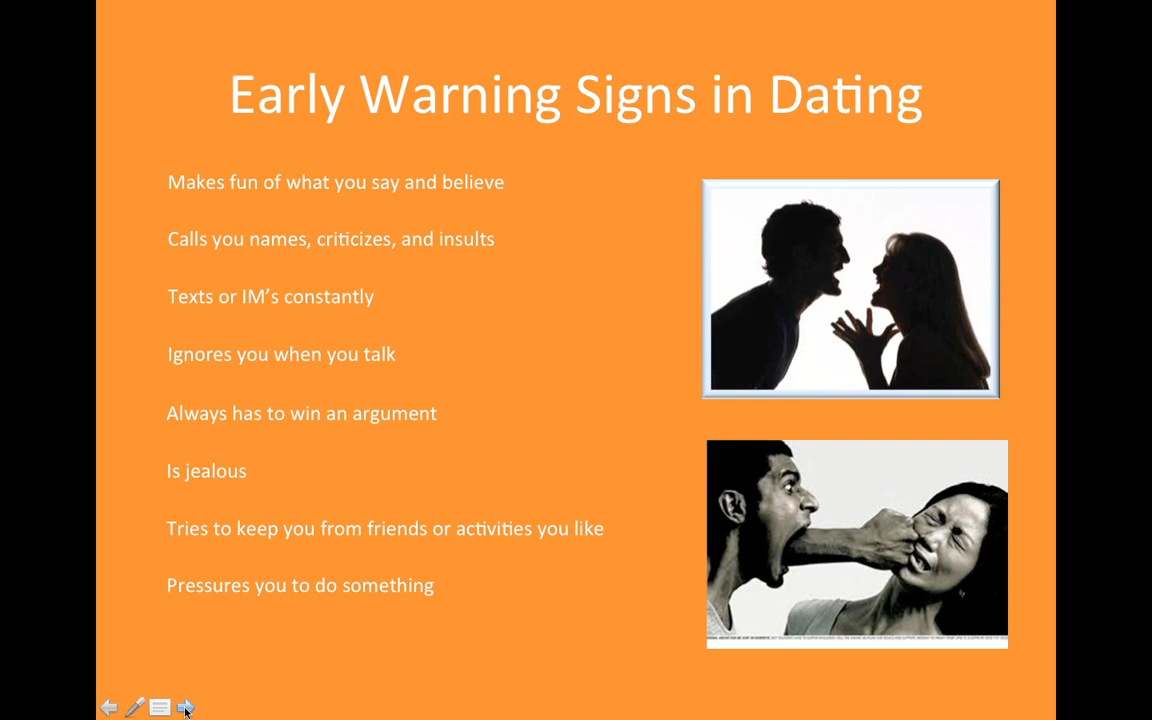 Early Warning Signs in Dating
Makes fun of what you say and believe
Calls you names, criticizes, and insults
Texts or IM’s constantly
Ignores you when you talk
Always has to win an argument
Is jealous
Tries to keep you from friends or activities you like
Pressures you to do something